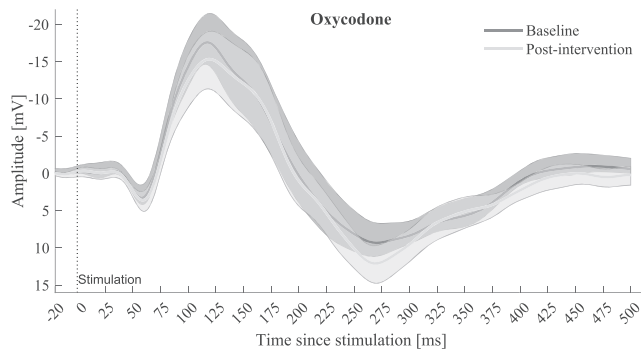 Oxycodone
Baseline
Post-intervention
Amplitude [mV]
-20
-15
-10
-5
0
5
10
15
Stimulation
-20 0 25 50 75 100 125 150 175 200 225 250 275 300 325 350 375 400 425 450 475 500
Time since stimulation [ms]